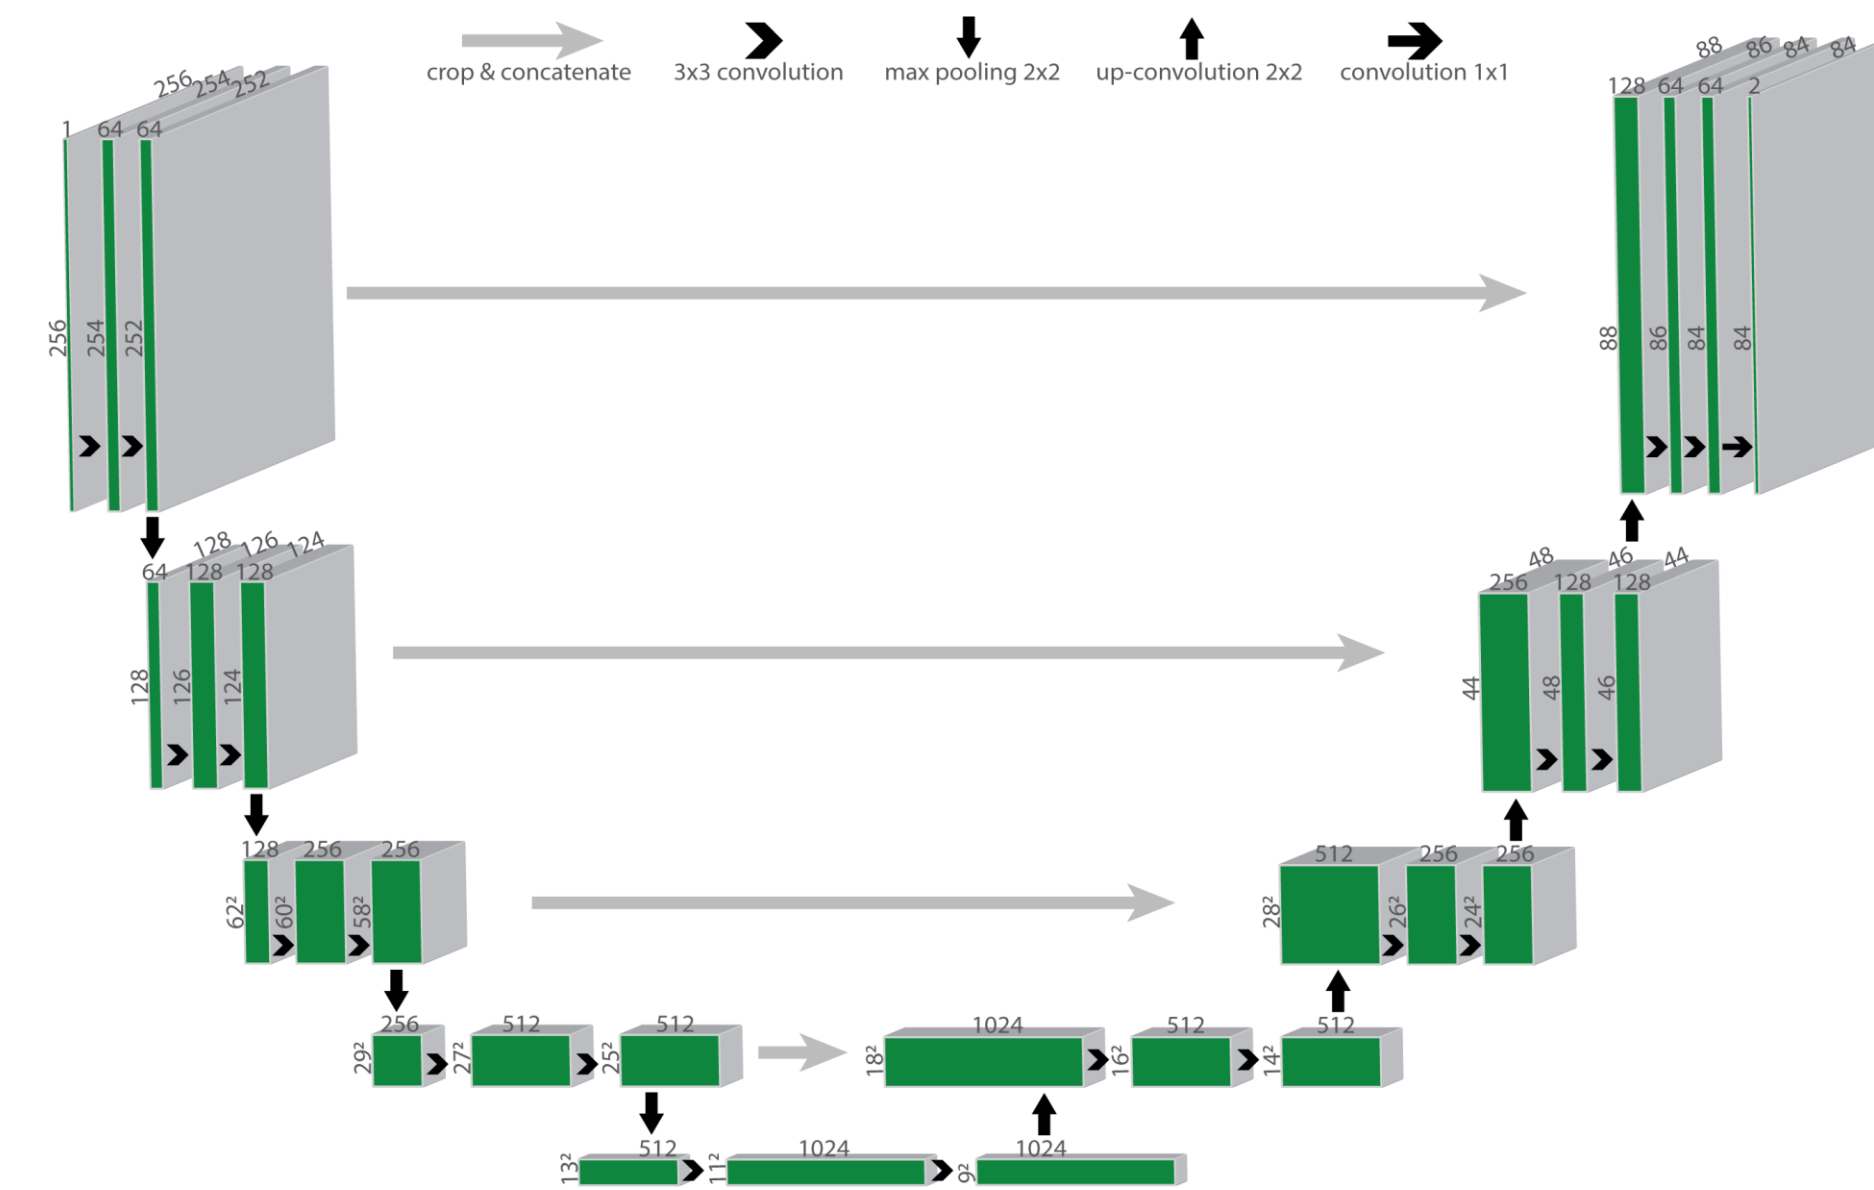 crop & concatenate
3x3 convolution
max pooling 2x2
up-convolution 2x2
convolution 1x1
256 254 252
1 64 64
256 254 252
88 86 84 84
128 64 64 2
88 86 84 84
128 126 124
64 128 128
128 126 124
48 46 44
256 128 128
44 48 46
128 256 256
62² 60² 58²
512 256 256
28² 26² 24²
256 512 512
29² 27² 25²
1024 512 512
18² 16² 14²
512 1024 1024
13² 11² 9²